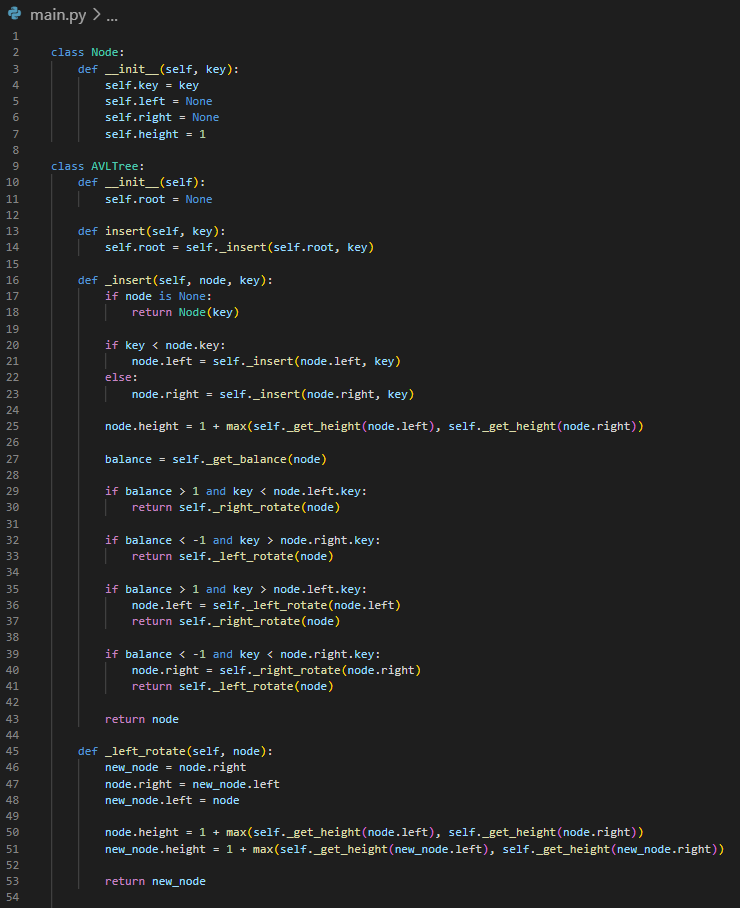 main.py > ...
1
2 class Node:
3     def __init__(self, key):
4         self.key = key
5         self.left = None
6         self.right = None
7         self.height = 1
8
9 class AVLTree:
10     def __init__(self):
11         self.root = None
12
13     def insert(self, key):
14         self.root = self._insert(self.root, key)
15
16     def _insert(self, node, key):
17         if node is None:
18             return Node(key)
19
20         if key < node.key:
21             node.left = self._insert(node.left, key)
22         else:
23             node.right = self._insert(node.right, key)
24
25         node.height = 1 + max(self._get_height(node.left), self._get_height(node.right))
26
27         balance = self._get_balance(node)
28
29         if balance > 1 and key < node.left.key:
30             return self._right_rotate(node)
31
32         if balance < -1 and key > node.right.key:
33             return self._left_rotate(node)
34
35         if balance > 1 and key > node.left.key:
36             node.left = self._left_rotate(node.left)
37             return self._right_rotate(node)
38
39         if balance < -1 and key < node.right.key:
40             node.right = self._right_rotate(node.right)
41             return self._left_rotate(node)
42
43         return node
44
45     def _left_rotate(self, node):
46         new_node = node.right
47         node.right = new_node.left
48         new_node.left = node
49
50         node.height = 1 + max(self._get_height(node.left), self._get_height(node.right))
51         new_node.height = 1 + max(self._get_height(new_node.left), self._get_height(new_node.right))
52
53         return new_node
54